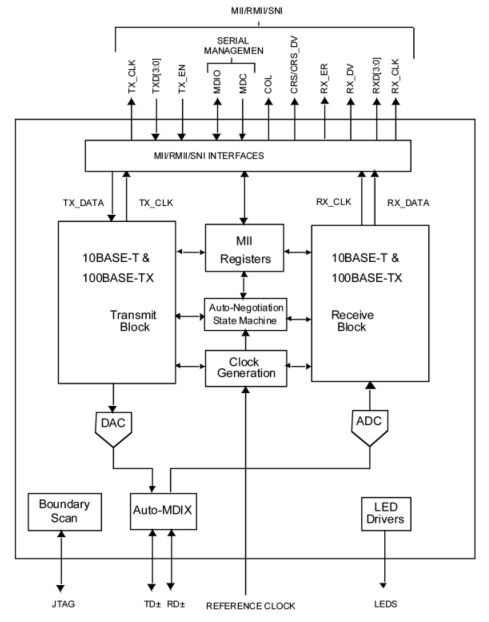 MII/RMII/SNI
SERIAL
MANAGEMEN
TX_CLK
TXD[3:0]
TX_EN
MDIO
MDC
COL
CRS/CRS_DV
RX_ER
RX_DV
RXD[3:0]
RX_CLK
MII/RMII/SNI INTERFACES
TX_DATA
TX_CLK
RX_CLK
RX_DATA
10BASE-T &
100BASE-TX
Transmit
Block
MII
Registers
Auto-Negotiation
State Machine
Clock
Generation
10BASE-T &
100BASE-TX
Receive
Block
DAC
ADC
Boundary
Scan
Auto-MDIX
LED
Drivers
JTAG
TD±
RD±
REFERENCE CLOCK
LEDS